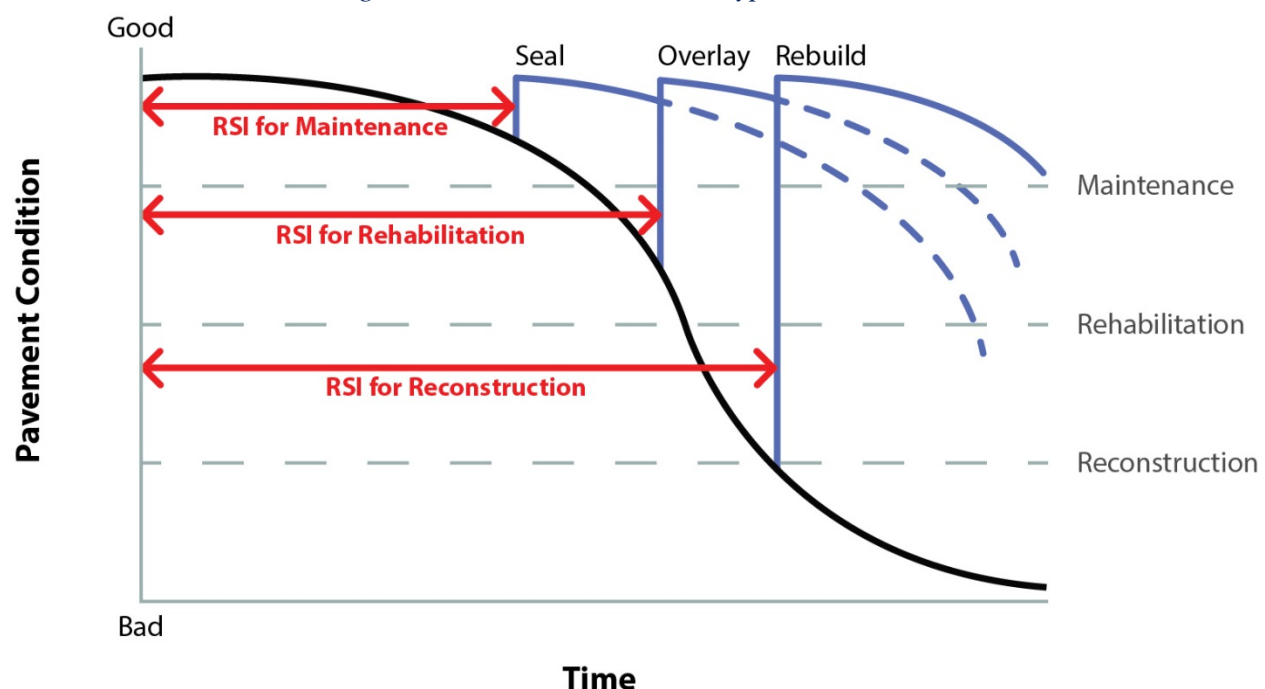 Good
Seal
Overlay
Rebuild
RSI for Maintenance
Maintenance
RSI for Rehabilitation
Pavement Condition
Rehabilitation
RSI for Reconstruction
Reconstruction
Bad
Time